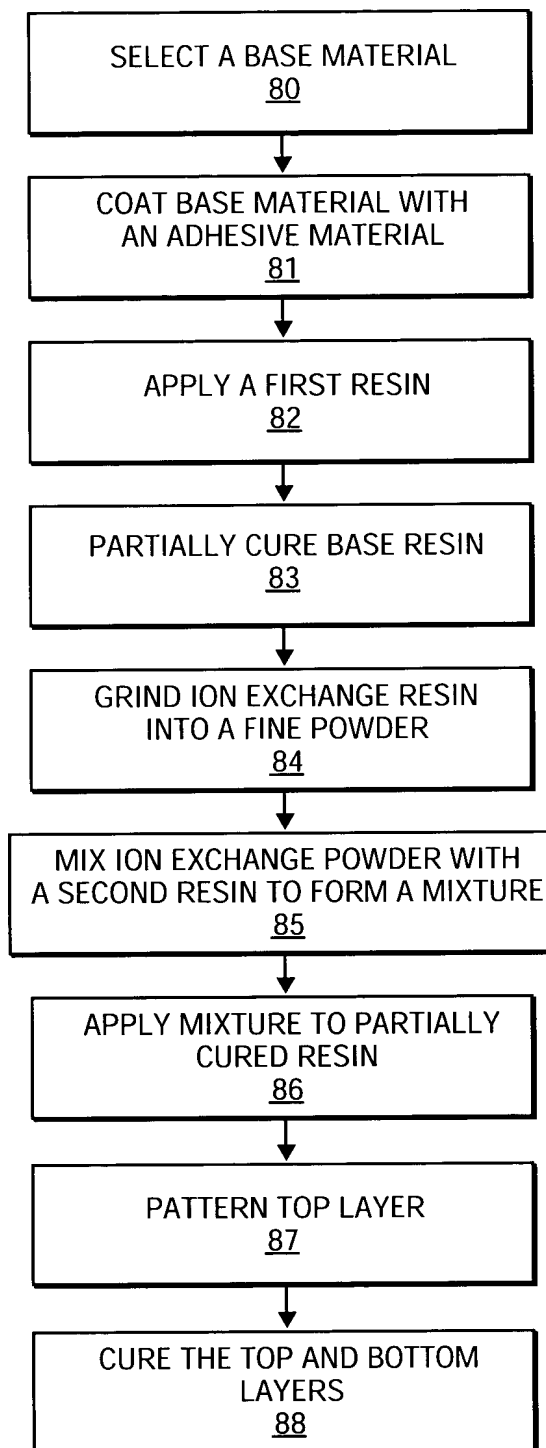 SELECT A BASE MATERIAL
80
COAT BASE MATERIAL WITH
AN ADHESIVE MATERIAL
81
APPLY A FIRST RESIN
82
PARTIALLY CURE BASE RESIN
83
GRIND ION EXCHANGE RESIN
INTO A FINE POWDER
84
MIX ION EXCHANGE POWDER WITH
A SECOND RESIN TO FORM A MIXTURE
85
APPLY MIXTURE TO PARTIALLY
CURED RESIN
86
PATTERN TOP LAYER
87
CURE THE TOP AND BOTTOM
LAYERS
88